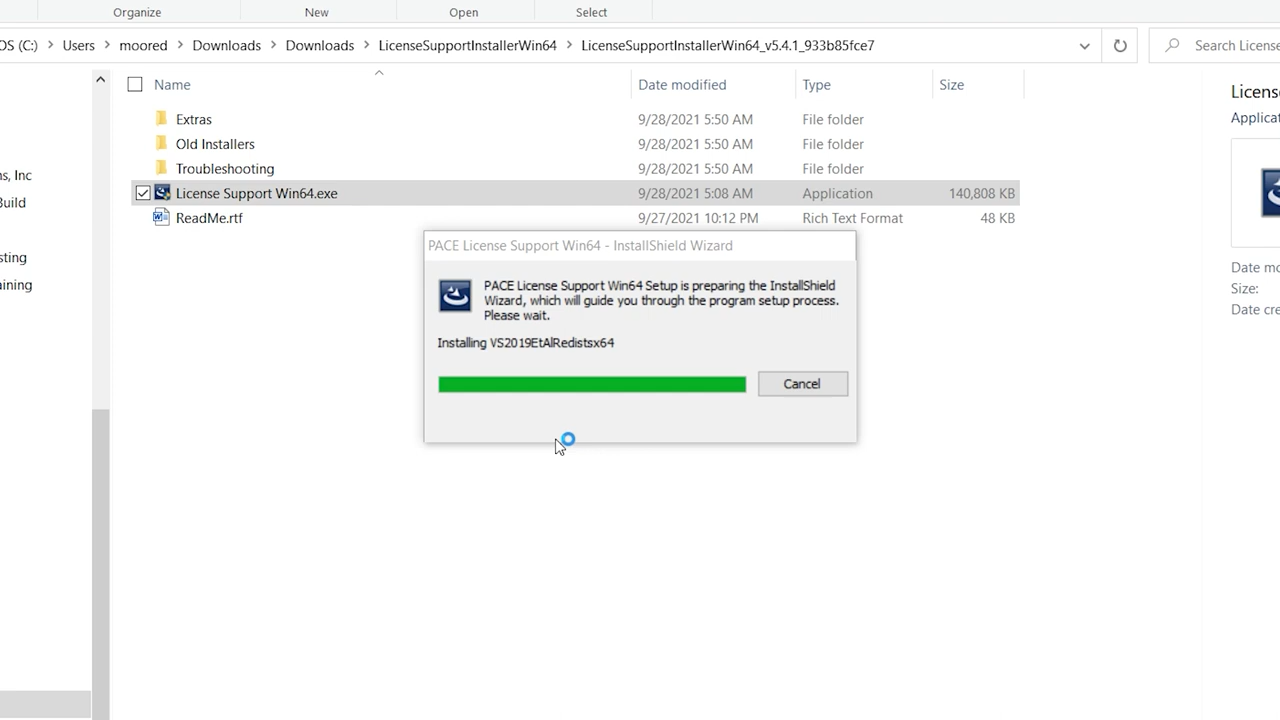 Organize New Open Select
OS (C:) Users moored Downloads Downloads LicenseSupportInstallerWin64 LicenseSupportInstallerWin64_v5.4.1_933b85fce7 Search License
Name Date modified Type Size
Extras 9/28/2021 5:50 AM File folder
Old Installers 9/28/2021 5:50 AM File folder
Troubleshooting 9/28/2021 5:50 AM File folder
License Support Win64.exe 9/28/2021 5:08 AM Application 140,808 KB
ReadMe.rtf 9/27/2021 10:12 PM Rich Text Format 48 KB
s, Inc
Build
sting
aining
PACE License Support Win64 - InstallShield Wizard
PACE License Support Win64 Setup is preparing the InstallShield
Wizard, which will guide you through the program setup process.
Please wait.
Installing VS2019EtAlRedistsx64
Cancel
Licens
Applicat
Date mo
Size:
Date cre